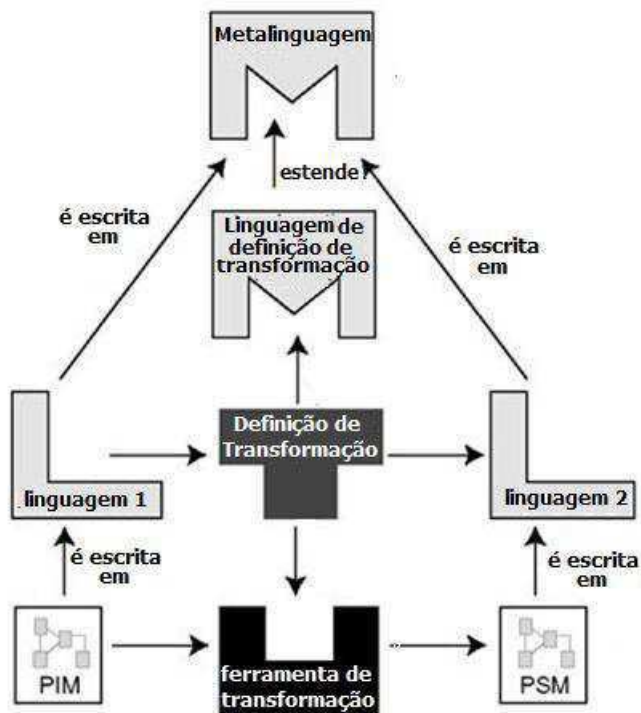 Metalinguagem
estende
é escrita
em
Linguagem de
definição de
transformação
é escrita
em
Definição de
Transformação
linguagem 1
linguagem 2
é escrita
em
é escrita
em
PIM
ferramenta de
transformação
PSM